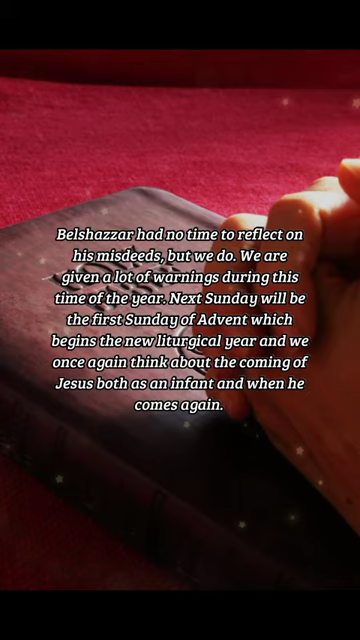 Belshazzar had no time to reflect on
his misdeeds, but we do. We are
given a lot of warnings during this
time of the year. Next Sunday will be
the first Sunday of Advent which
begins the new liturgical year and we
once again think about the coming of
Jesus both as an infant and when he
comes again.